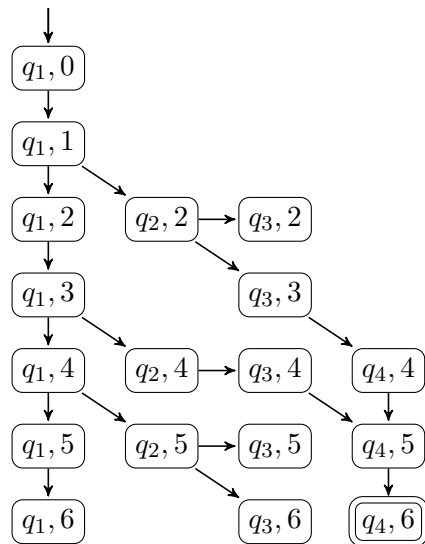 q₁, 0
q₁, 1
q₁, 2 q₂, 2 q₃, 2
q₁, 3 q₃, 3
q₁, 4 q₂, 4 q₃, 4 q₄, 4
q₁, 5 q₂, 5 q₃, 5 q₄, 5
q₁, 6 q₃, 6 q₄, 6